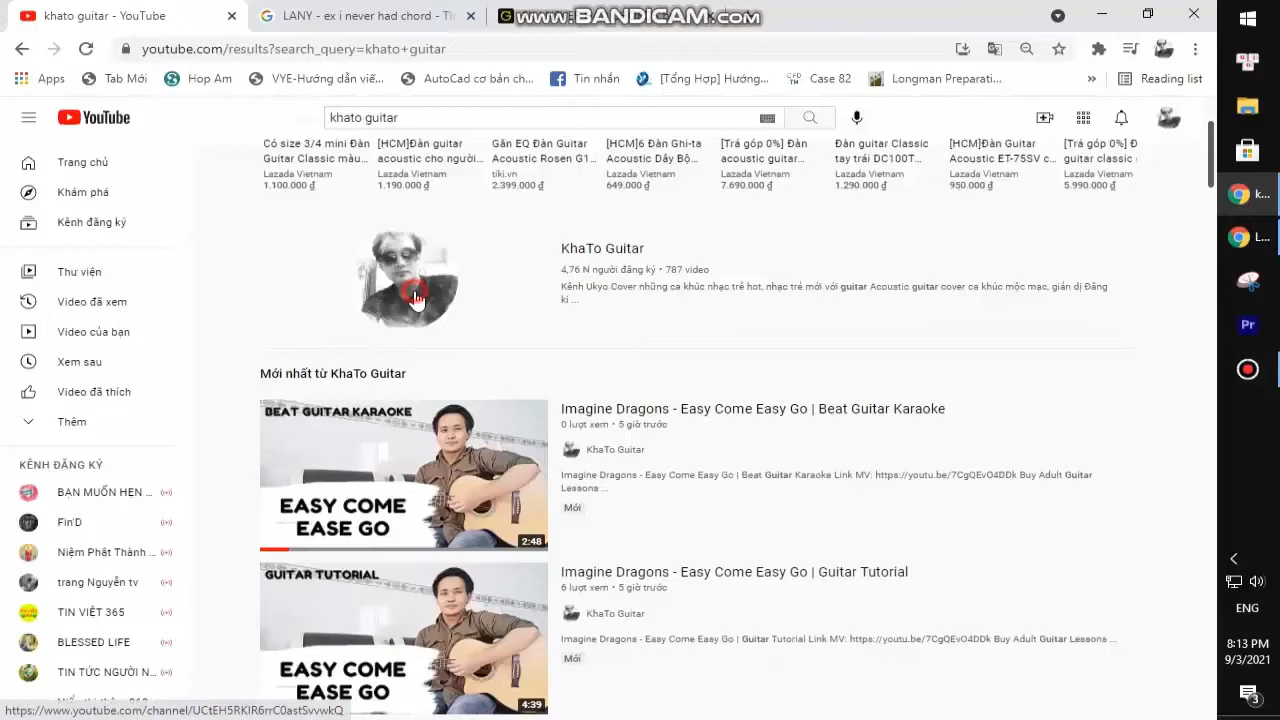 khato guitar - YouTube
LANY - ex i never had chord - Ti
www.BANDICAM.com
youtube.com/results?search_query=khato+guitar
Apps
Tab Mới
Hop Am
VYE-Hướng dẫn viế...
AutoCad cơ bản ch...
Tin nhắn
[Tổng Hợp] Hướng...
Case 82
Longman Preparati...
»
Reading list
YouTube
khato guitar
Có size 3/4 mini Đàn
Guitar Classic màu...
Lazada Vietnam
1.100.000 ₫
[HCM]Đàn guitar
acoustic cho người...
Lazada Vietnam
1.190.000 ₫
Gắn EQ Đàn Guitar
Acoustic Rosen G1...
tiki.vn
2.399.000 ₫
[HCM]6 Đàn Ghi-ta
Acoustic Dây Bộ...
Lazada Vietnam
649.000 ₫
[Trả góp 0%] Đàn
acoustic guitar...
Lazada Vietnam
7.690.000 ₫
Đàn guitar Classic
tay trái DC100T...
Lazada Vietnam
1.290.000 ₫
[HCM]Đàn Guitar
Acoustic ET-75SV c...
Lazada Vietnam
950.000 ₫
[Trả góp 0%] Đàn
guitar classic
Lazada Vietnam
5.990.000 ₫
Trang chủ
Khám phá
Kênh đăng ký
Thư viện
Video đã xem
Video của bạn
Xem sau
Video đã thích
Thêm
KÊNH ĐĂNG KÝ
BẠN MUỐN HẸN ...
Fin'D
Niệm Phật Thành ...
trang Nguyễn tv
TIN VIỆT 365
BLESSED LIFE
TIN TỨC NGƯỜI N...
KhaTo Guitar
4,76 N người đăng ký • 787 video
Kênh Ukyo Cover những ca khúc nhạc trẻ hot, nhạc trẻ mới với guitar Acoustic guitar cover ca khúc mộc mạc, giản dị Đăng
kí ...
Mới nhất từ KhaTo Guitar
BEAT GUITAR KARAOKE
EASY COME
EASE GO
2:48
Imagine Dragons - Easy Come Easy Go | Beat Guitar Karaoke
0 lượt xem • 5 giờ trước
KhaTo Guitar
Imagine Dragons - Easy Come Easy Go | Beat Guitar Karaoke Link MV: https://youtu.be/7CgQEvO4DDk Buy Adult Guitar
Lessons ...
Mới
GUITAR TUTORIAL
EASY COME
EASE GO
4:39
Imagine Dragons - Easy Come Easy Go | Guitar Tutorial
6 lượt xem • 5 giờ trước
KhaTo Guitar
Imagine Dragons - Easy Come Easy Go | Guitar Tutorial Link MV: https://youtu.be/7CgQEvO4DDk Buy Adult Guitar Lessons ...
Mới
https://www.youtube.com/channel/UCtEH5RKIR6rrC0astSvvwkQ
k...
L...
Pr
ENG
8:13 PM
9/3/2021
3